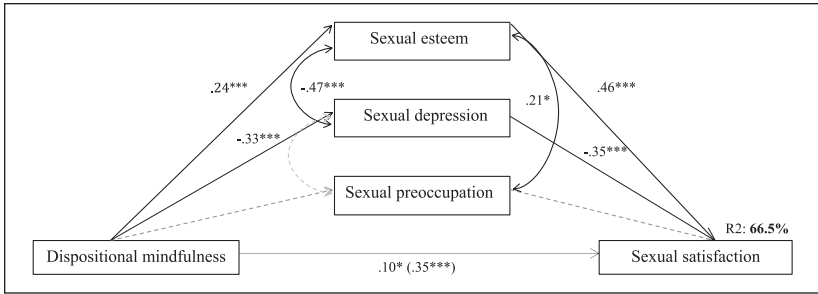 Sexual esteem
.24***
-.47***
.46***
.21*
Sexual depression
-.33***
-.35***
Sexual preoccupation
R2: 66.5%
Dispositional mindfulness
Sexual satisfaction
.10* (.35***)